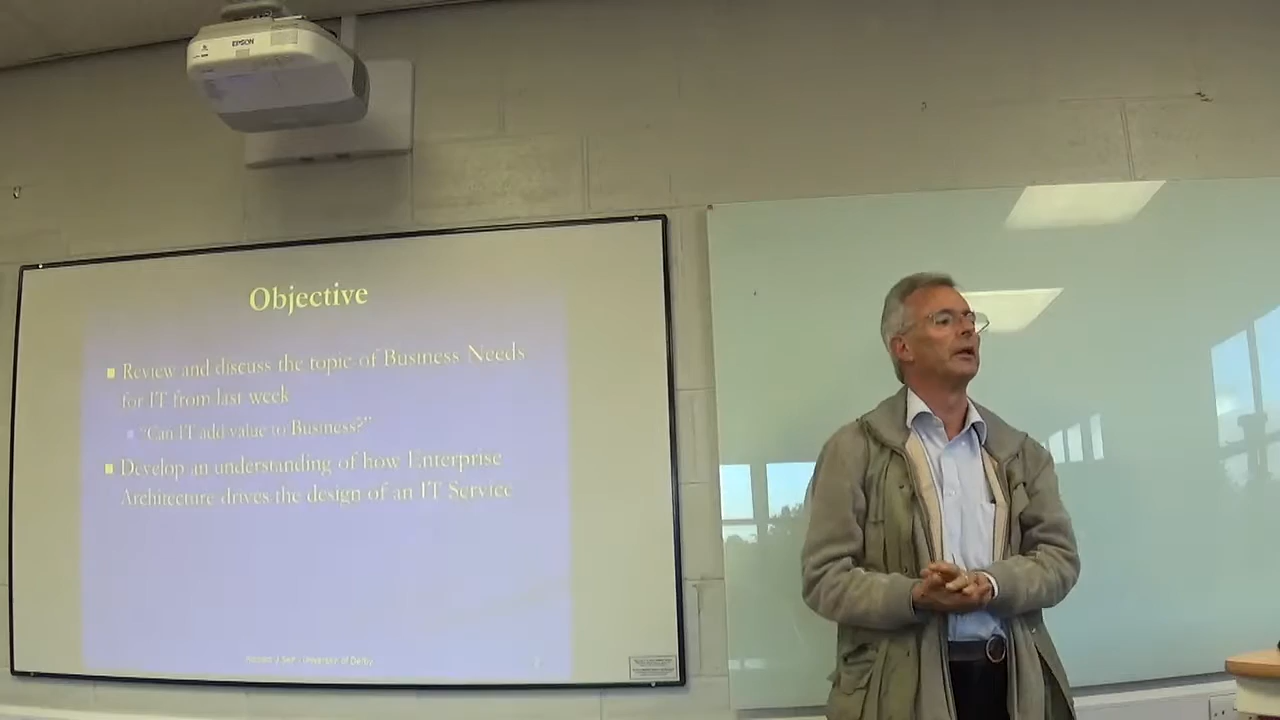 EPSON
Objective
Review and discuss the topic of Business Needs
for IT from last week
"Can IT add value to Business?"
Develop an understanding of how Enterprise
Architecture drives the design of an IT Service
University of Derby